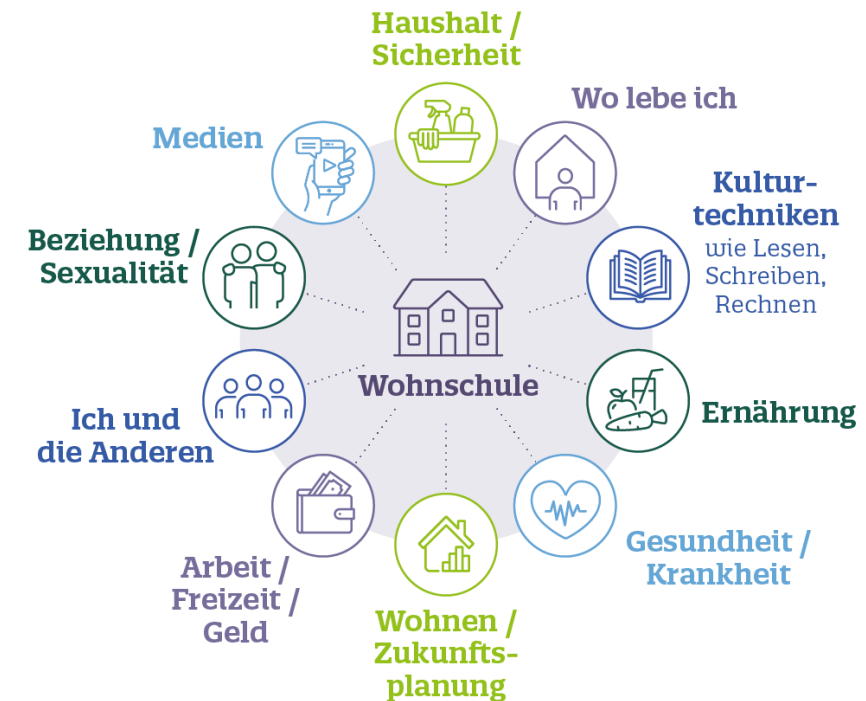 Haushalt /
Sicherheit
Wo lebe ich
Medien
Kultur-
techniken
wie Lesen,
Schreiben,
Rechnen
Beziehung /
Sexualität
Wohnschule
Ernährung
Ich und
die Anderen
Gesundheit /
Krankheit
Arbeit /
Freizeit /
Geld
Wohnen /
Zukunfts-
planung